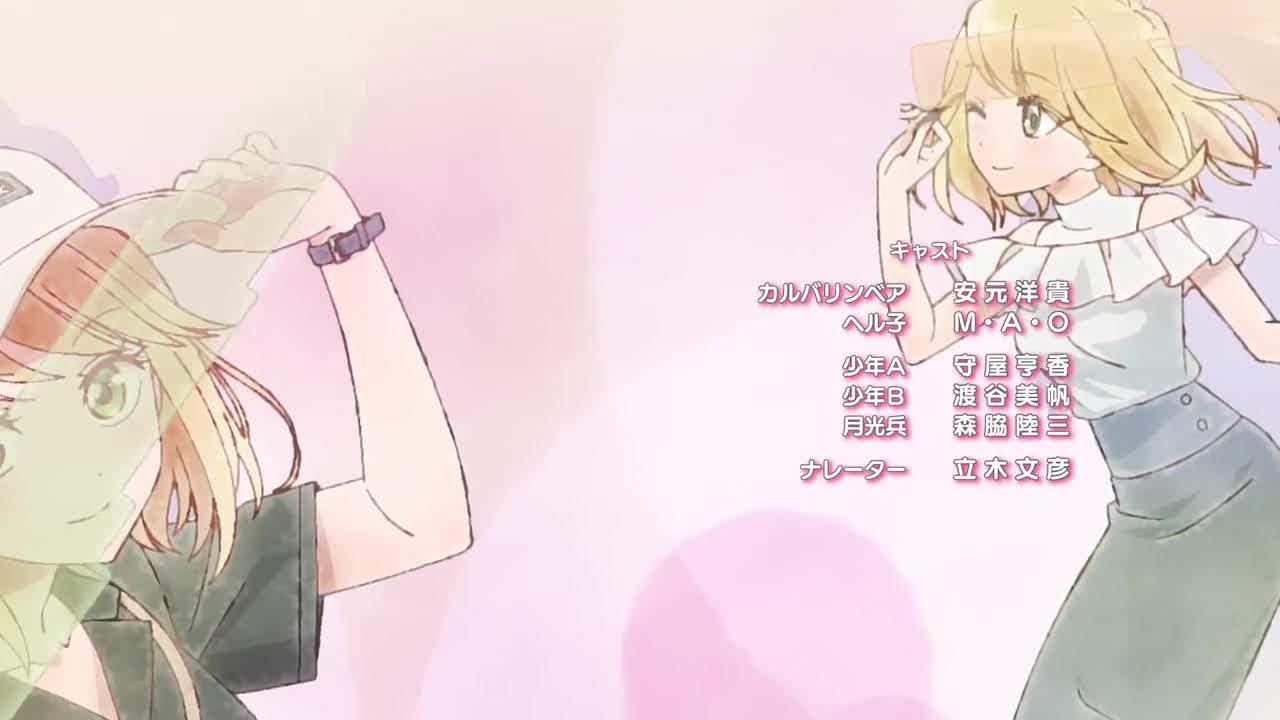 キャスト
カルバリンベア 安元洋貴
ヘル子 M・A・O
少年A 守屋亨香
少年B 渡谷美帆
月光兵 森脇陸三
ナレーター 立木文彦